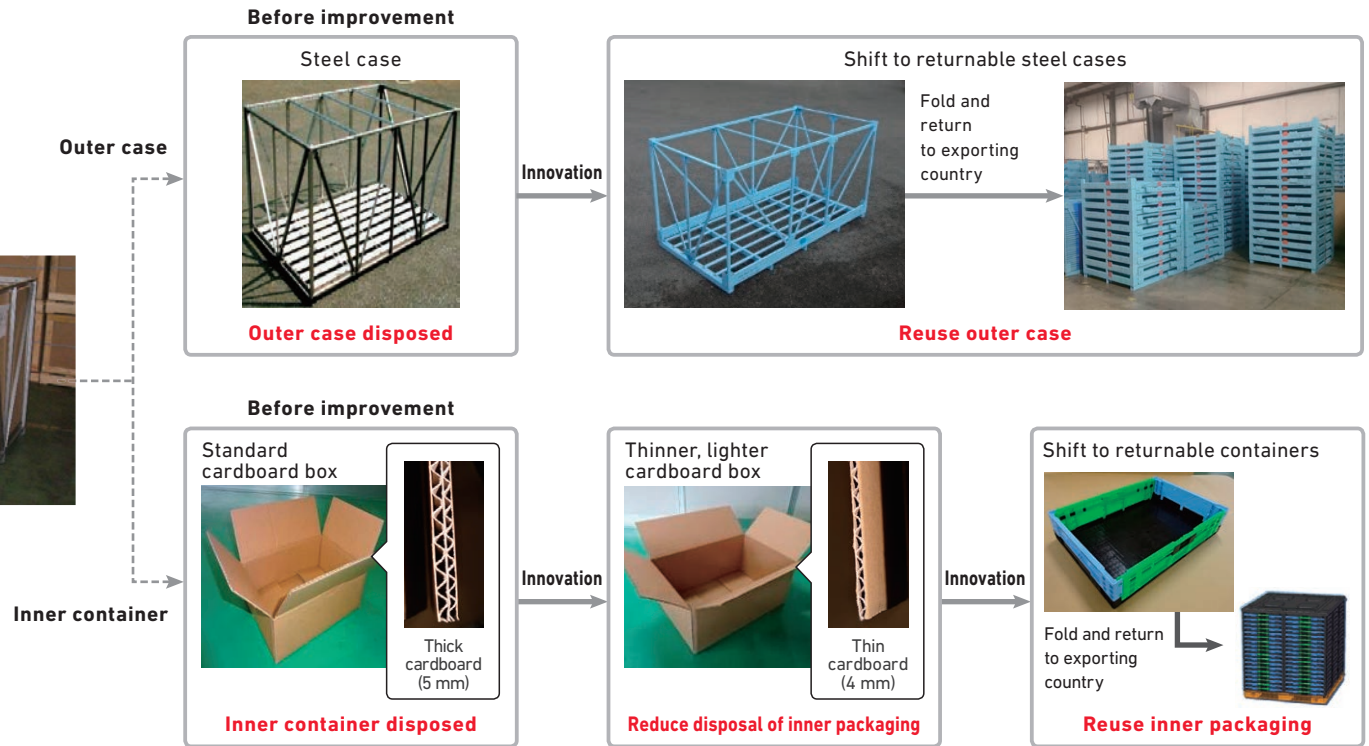 Before improvement
Outer case
Steel case
Outer case disposed
Innovation
Shift to returnable steel cases
Fold and
return
to exporting
country
Reuse outer case
Before improvement
Inner container
Standard
cardboard box
Thick
cardboard
(5 mm)
Inner container disposed
Innovation
Thinner, lighter
cardboard box
Thin
cardboard
(4 mm)
Reduce disposal of inner packaging
Innovation
Shift to returnable containers
Fold and return
to exporting
country
Reuse inner packaging